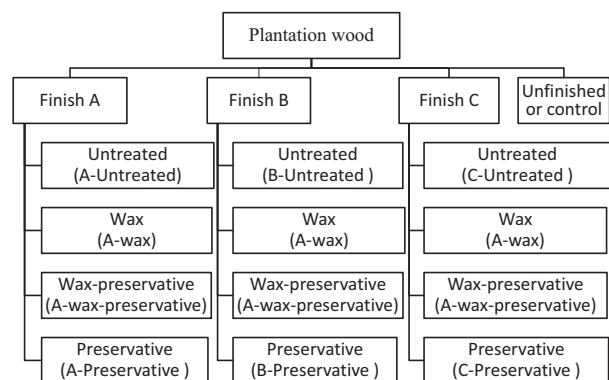 Plantation wood
Finish A
Finish B
Finish C
Unfinished
or control
Untreated
(A-Untreated)
Wax
(A-wax)
Wax-preservative
(A-wax-preservative)
Preservative
(A-Preservative )
Untreated
(B-Untreated )
Wax
(A-wax)
Wax-preservative
(A-wax-preservative)
Preservative
(B-Preservative )
Untreated
(C-Untreated )
Wax
(A-wax)
Wax-preservative
(A-wax-preservative)
Preservative
(C-Preservative )